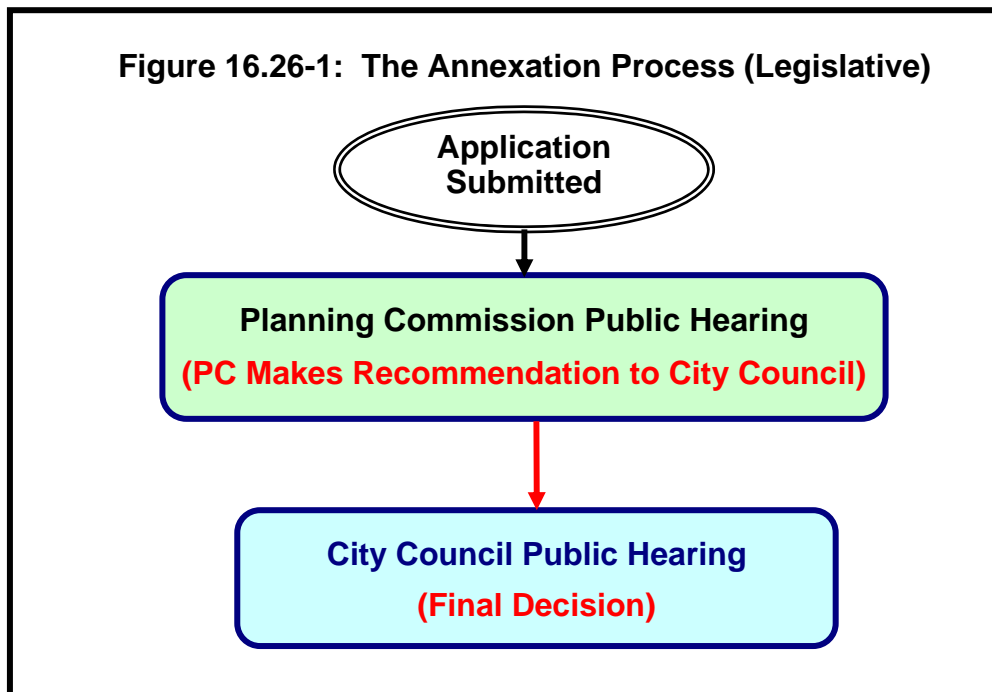 Figure 16.26-1:  The Annexation Process (Legislative)
Application
Submitted
Planning Commission Public Hearing
(PC Makes Recommendation to City Council)
City Council Public Hearing
(Final Decision)